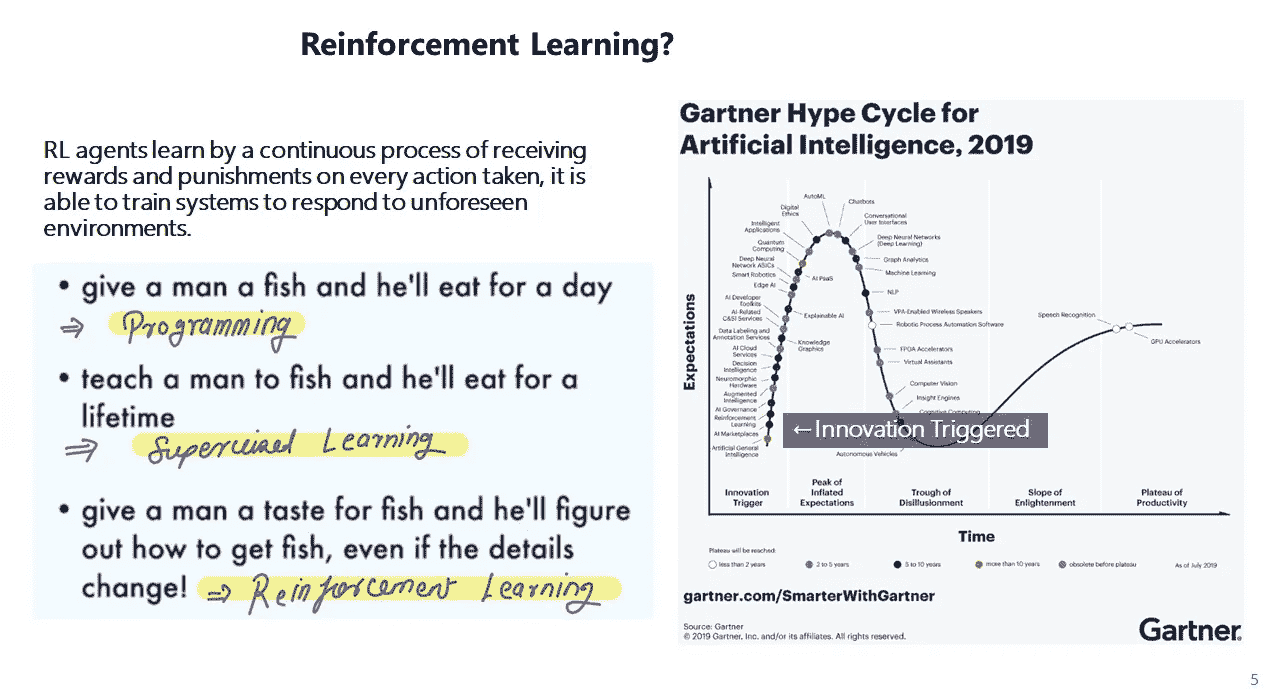 Reinforcement Learning?
RL agents learn by a continuous process of receiving
rewards and punishments on every action taken, it is
able to train systems to respond to unforeseen
environments.
• give a man a fish and he'll eat for a day
⇒ Programming
• teach a man to fish and he'll eat for a
lifetime
⇒ Supervised Learning
• give a man a taste for fish and he'll figure
out how to get fish, even if the details
change! ⇒ Reinforcement Learning
Gartner Hype Cycle for
Artificial Intelligence, 2019
Expectations
AutoML
Digital
Ethics
Intelligent
Applications
Quantum
Computing
Deep Neural
Network ASICs
Smart Robotics
Edge AI
AI Developer
Toolkits
AI-Related
C&SI Services
Data Labeling and
Annotation Services
AI Cloud
Services
Decision
Intelligence
Neuromorphic
Hardware
Augmented
Intelligence
AI Governance
Reinforcement
Learning
AI Marketplaces
Artificial General
Intelligence
Chatbots
Conversational
User Interfaces
Deep Neural Networks
(Deep Learning)
Graph Analytics
Machine Learning
AI PaaS
NLP
Explainable AI
VPA-Enabled Wireless Speakers
Robotic Process Automation Software
Knowledge
Graphics
FPGA Accelerators
Virtual Assistants
Computer Vision
Insight Engines
Cognitive Computing
←Innovation Triggered
Autonomous Vehicles
Speech Recognition
GPU Accelerators
Innovation
Trigger
Peak of
Inflated
Expectations
Trough of
Disillusionment
Slope of
Enlightenment
Plateau of
Productivity
Time
Plateau will be reached:
less than 2 years
2 to 5 years
5 to 10 years
more than 10 years
obsolete before plateau
As of July 2019
gartner.com/SmarterWithGartner
Source: Gartner
© 2019 Gartner, Inc. and/or its affiliates. All rights reserved.
Gartner
5